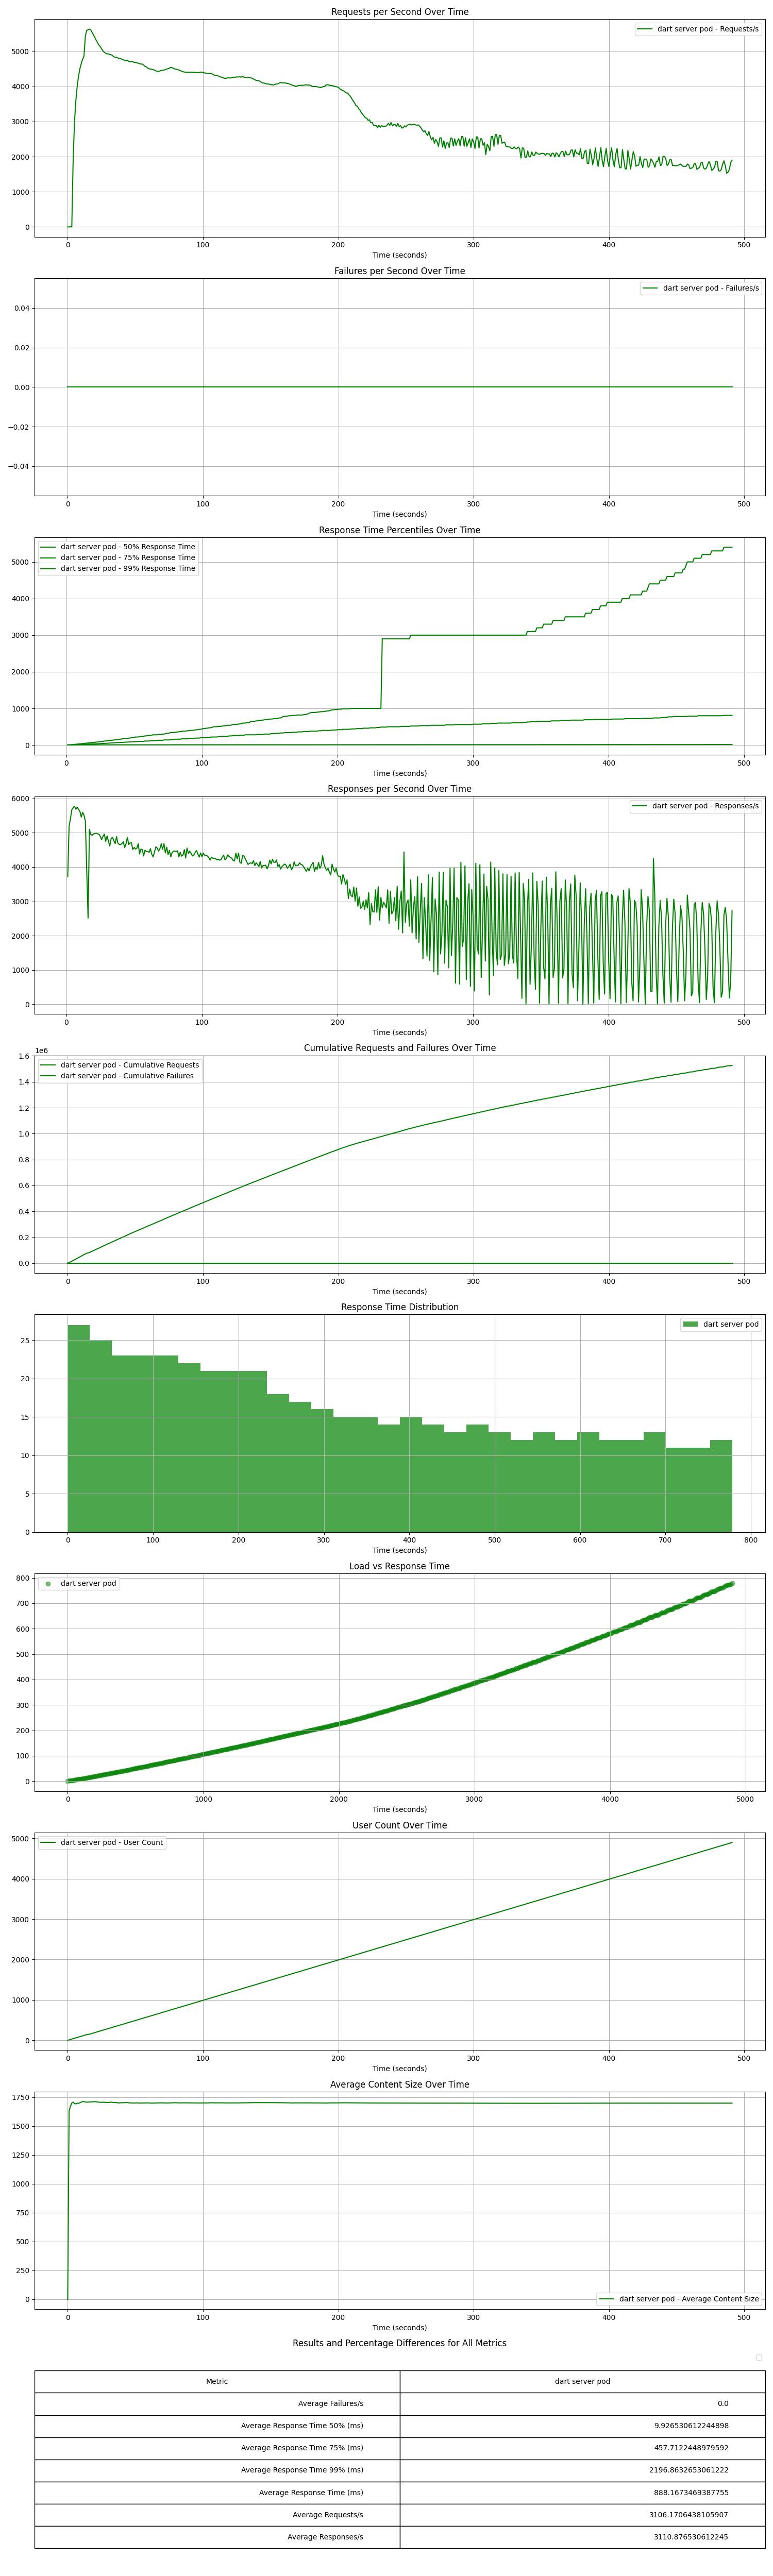 Requests per Second Over Time
dart server pod - Requests/s
5000
4000
3000
2000
1000
0
0 100 200 300 400 500
Time (seconds)
Failures per Second Over Time
dart server pod - Failures/s
0.04
0.02
0.00
−0.02
−0.04
0 100 200 300 400 500
Time (seconds)
Response Time Percentiles Over Time
dart server pod - 50% Response Time
dart server pod - 75% Response Time
dart server pod - 99% Response Time
5000
4000
3000
2000
1000
0
0 100 200 300 400 500
Time (seconds)
Responses per Second Over Time
dart server pod - Responses/s
6000
5000
4000
3000
2000
1000
0
0 100 200 300 400 500
Time (seconds)
Cumulative Requests and Failures Over Time
1e6
dart server pod - Cumulative Requests
dart server pod - Cumulative Failures
1.6
1.4
1.2
1.0
0.8
0.6
0.4
0.2
0.0
0 100 200 300 400 500
Time (seconds)
Response Time Distribution
dart server pod
25
20
15
10
5
0
0 100 200 300 400 500 600 700 800
Time (seconds)
Load vs Response Time
dart server pod
800
700
600
500
400
300
200
100
0
0 1000 2000 3000 4000 5000
Time (seconds)
User Count Over Time
dart server pod - User Count
5000
4000
3000
2000
1000
0
0 100 200 300 400 500
Time (seconds)
Average Content Size Over Time
1750
1500
1250
1000
750
500
250
0
dart server pod - Average Content Size
0 100 200 300 400 500
Time (seconds)
Results and Percentage Differences for All Metrics
Metric dart server pod
Average Failures/s 0.0
Average Response Time 50% (ms) 9.926530612244898
Average Response Time 75% (ms) 457.7122448979592
Average Response Time 99% (ms) 2196.8632653061222
Average Response Time (ms) 888.1673469387755
Average Requests/s 3106.1706438105907
Average Responses/s 3110.876530612245